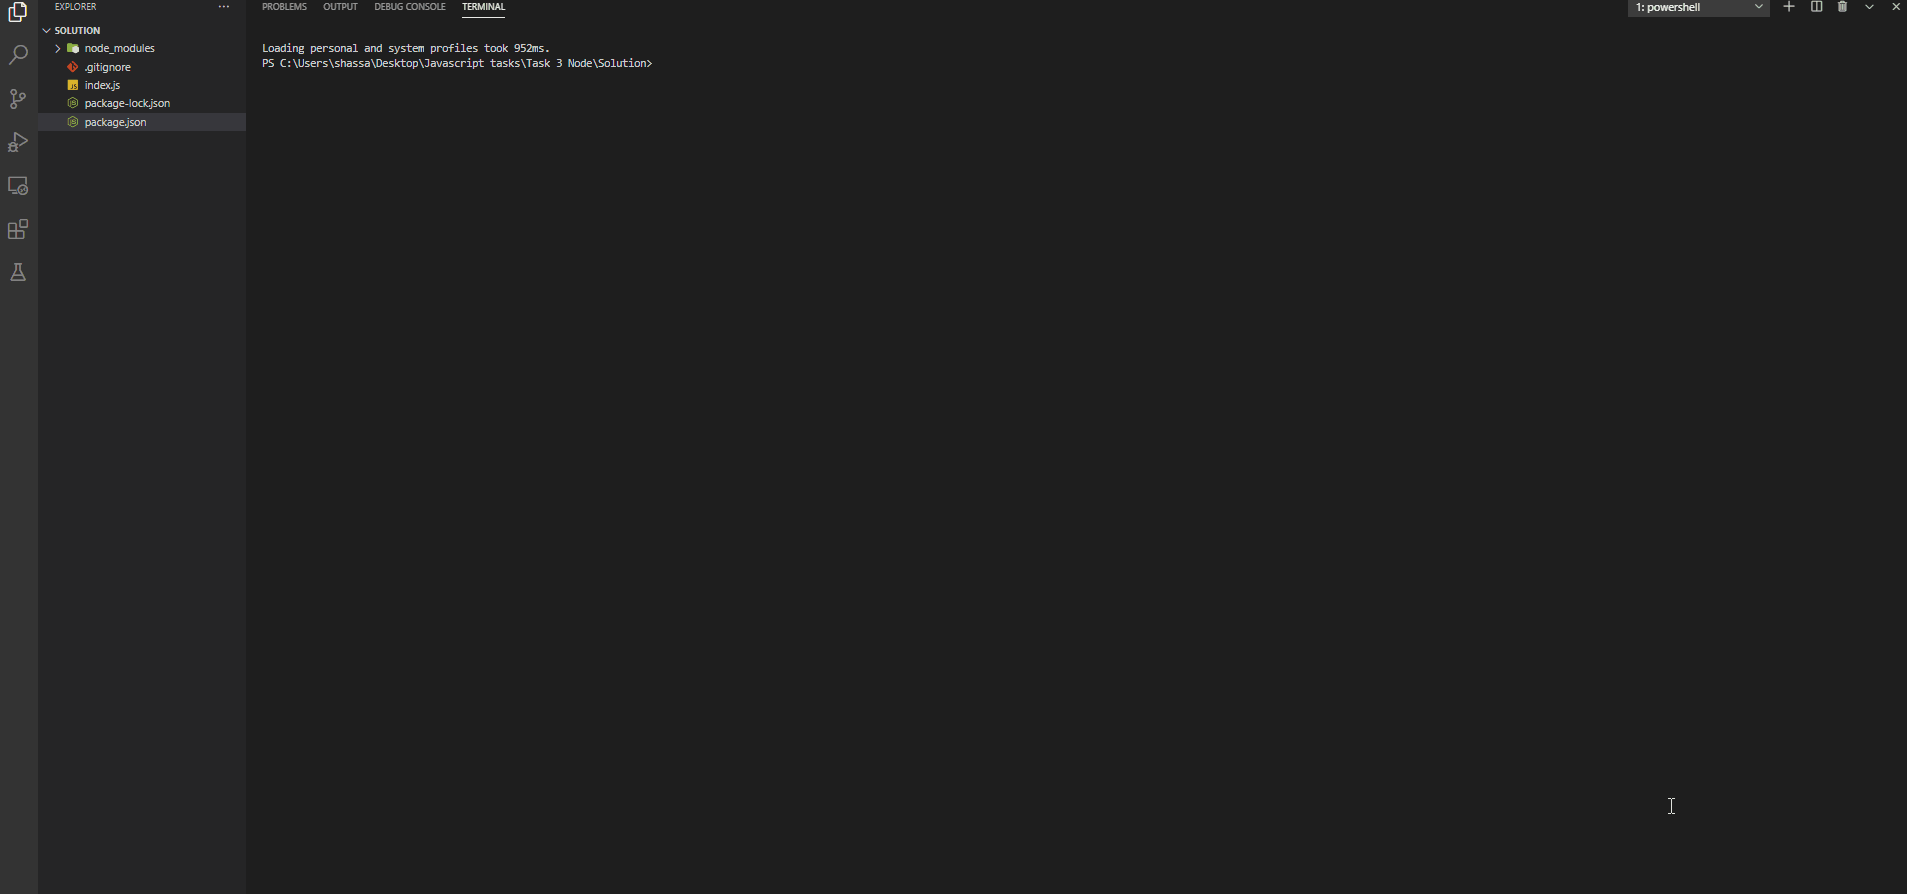 EXPLORER
SOLUTION
node_modules
.gitignore
index.js
package-lock.json
package.json
PROBLEMS OUTPUT DEBUG CONSOLE TERMINAL
1: powershell
Loading personal and system profiles took 952ms.
PS C:\Users\shassa\Desktop\Javascript tasks\Task 3 Node\Solution>